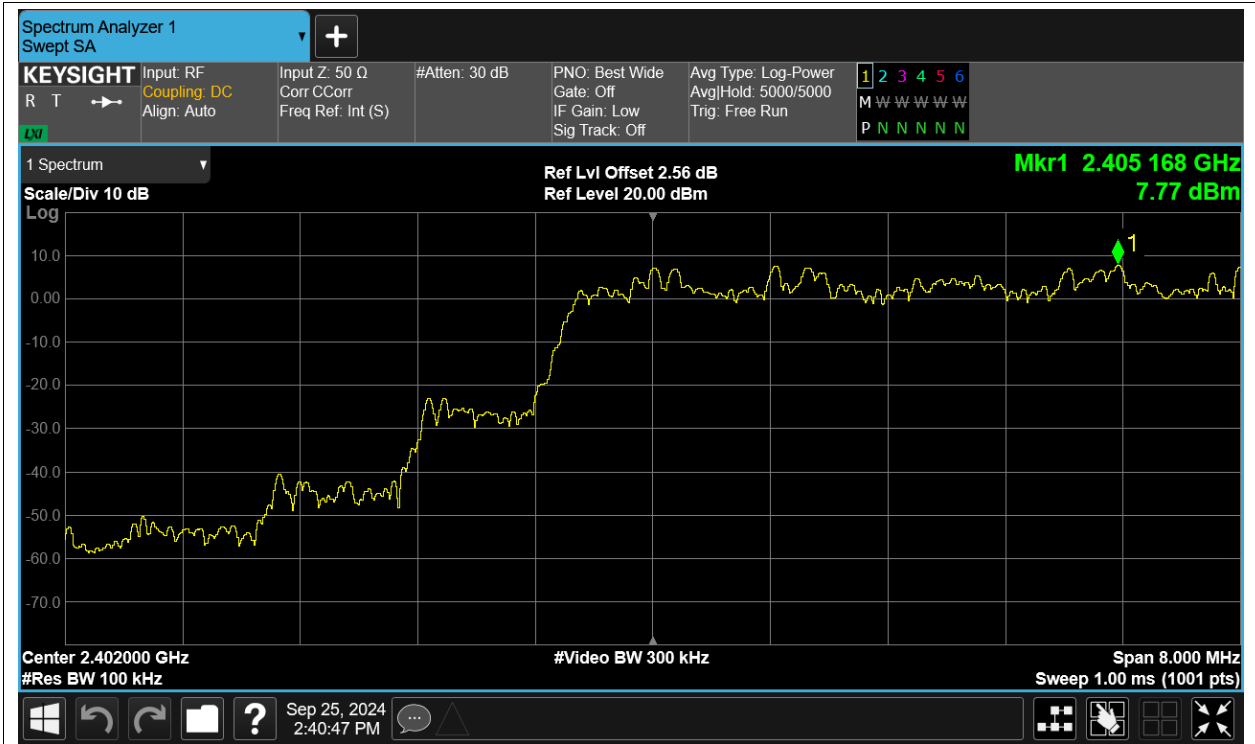 Spectrum Analyzer 1
Swept SA
+
KEYSIGHT
R T
LXI
Input: RF
Coupling: DC
Align: Auto
Input Z: 50 Ω
Corr CCorr
Freq Ref: Int (S)
#Atten: 30 dB
PNO: Best Wide
Gate: Off
IF Gain: Low
Sig Track: Off
Avg Type: Log-Power
Avg|Hold: 5000/5000
Trig: Free Run
1 2 3 4 5 6
M W W W W W
P N N N N N
1 Spectrum
Scale/Div 10 dB
Log
Ref Lvl Offset 2.56 dB
Ref Level 20.00 dBm
Mkr1 2.405 168 GHz
7.77 dBm
1
10.0
0.00
-10.0
-20.0
-30.0
-40.0
-50.0
-60.0
-70.0
Center 2.402000 GHz
#Res BW 100 kHz
#Video BW 300 kHz
Span 8.000 MHz
Sweep 1.00 ms (1001 pts)
?
Sep 25, 2024
2:40:47 PM